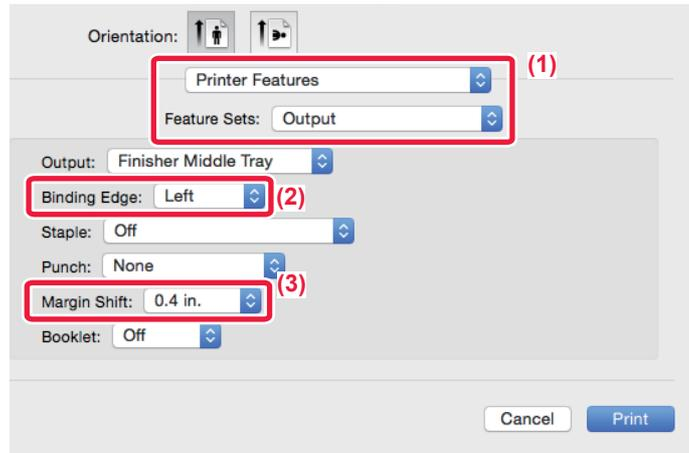 Orientation:
(1)
Printer Features
Feature Sets: Output
Output: Finisher Middle Tray
Binding Edge: Left (2)
Staple: Off
Punch: None
(3)
Margin Shift: 0.4 in.
Booklet: Off
Cancel Print